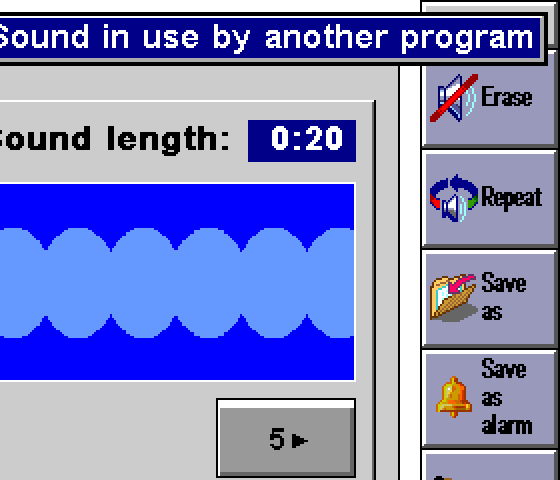 Sound in use by another program
Sound length: 0:20
5
Erase
Repeat
Save
as
Save
as
alarm